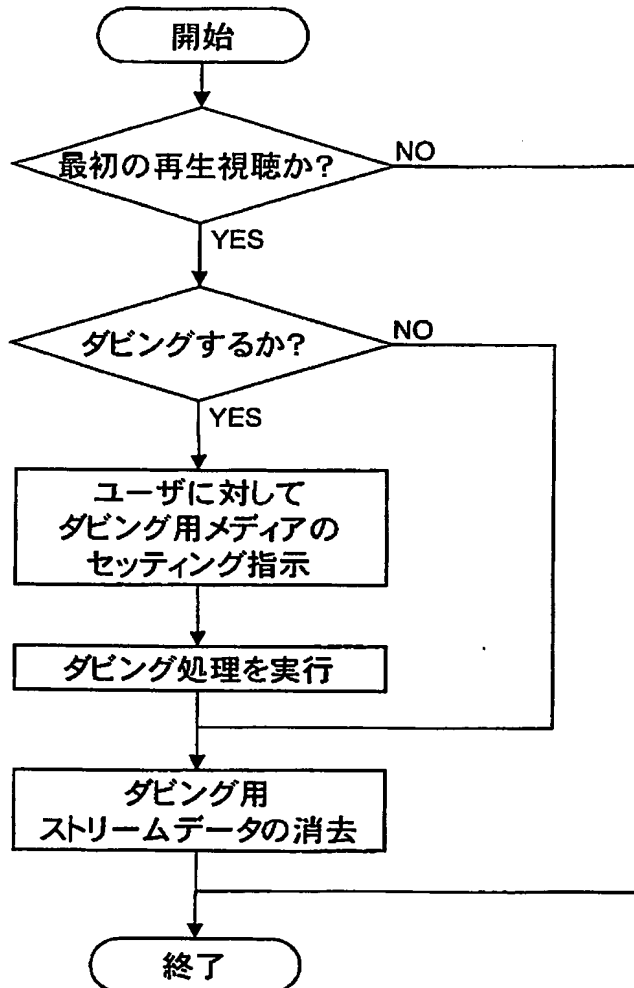 開始
最初の再生視聴か?
NO
YES
ダビングするか?
NO
YES
ユーザに対して
ダビング用メディアの
セッティング指示
ダビング処理を実行
ダビング用
ストリームデータの消去
終了